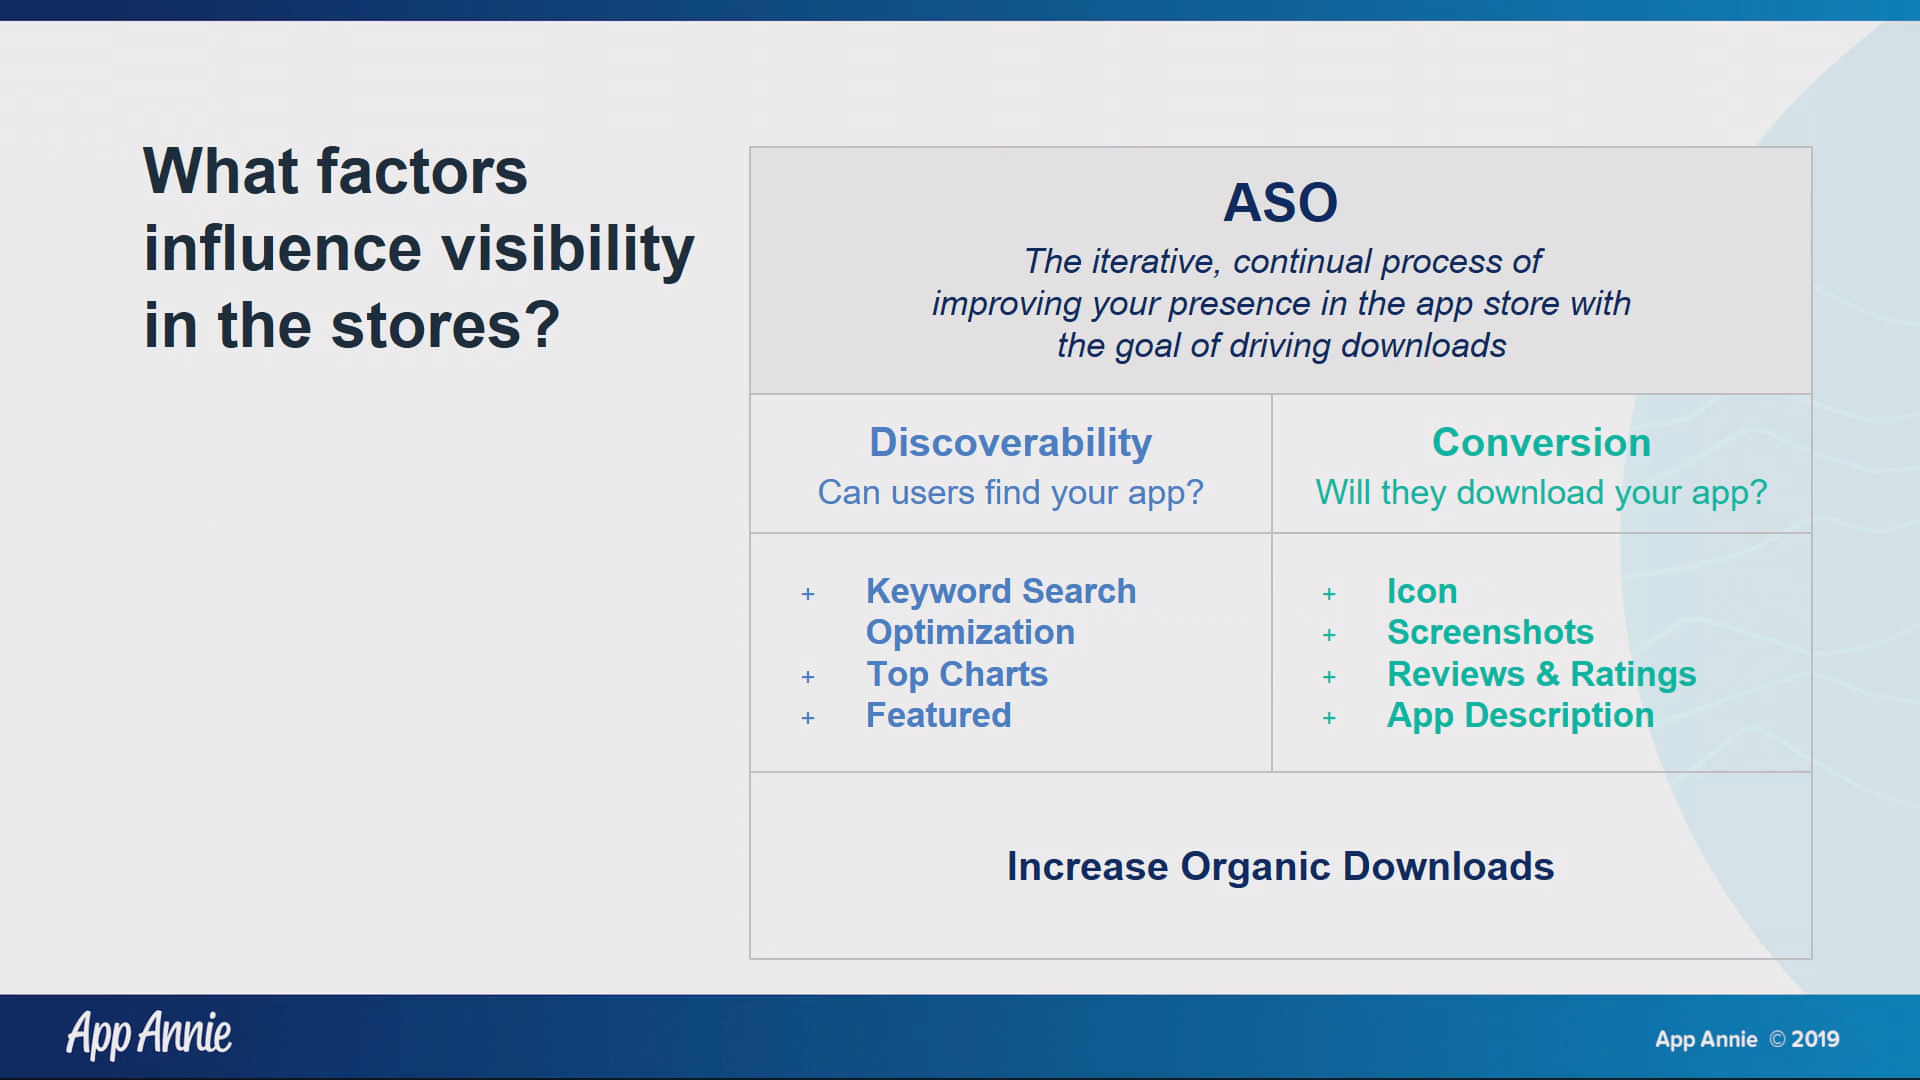 What factors
influence visibility
in the stores?
ASO
The iterative, continual process of
improving your presence in the app store with
the goal of driving downloads
Discoverability
Can users find your app?
Conversion
Will they download your app?
+ Keyword Search
Optimization
+ Top Charts
+ Featured
+ Icon
+ Screenshots
+ Reviews & Ratings
+ App Description
Increase Organic Downloads
App Annie
App Annie © 2019